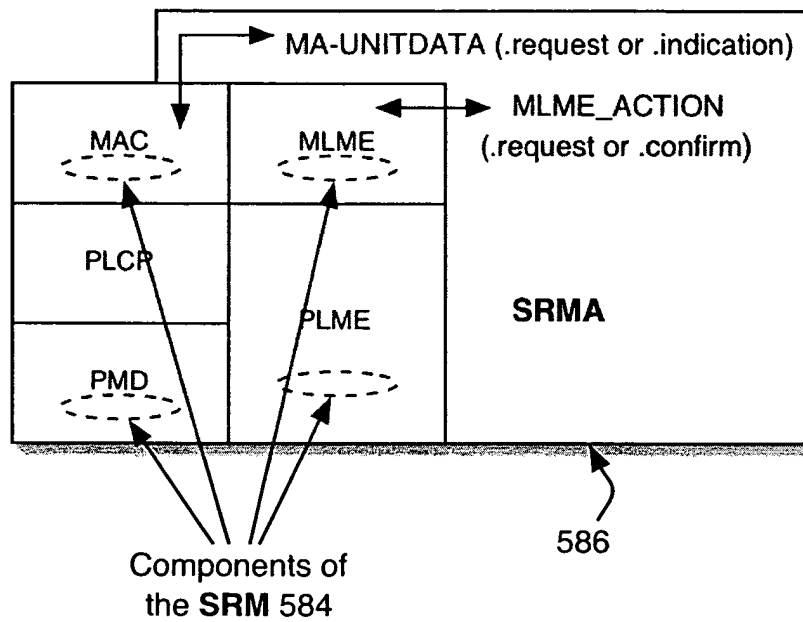 MA-UNITDATA (.request or .indication)
MAC
MLME
MLME_ACTION
(.request or .confirm)
PLCP
PLME
SRMA
PMD
586
Components of
the SRM 584